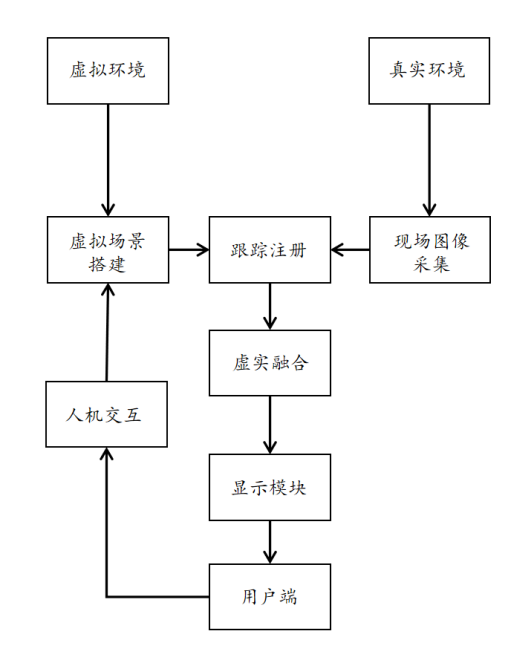 虚拟环境
真实环境
虚拟场景
搭建
跟踪注册
现场图像
采集
虚实融合
人机交互
显示模块
用户端